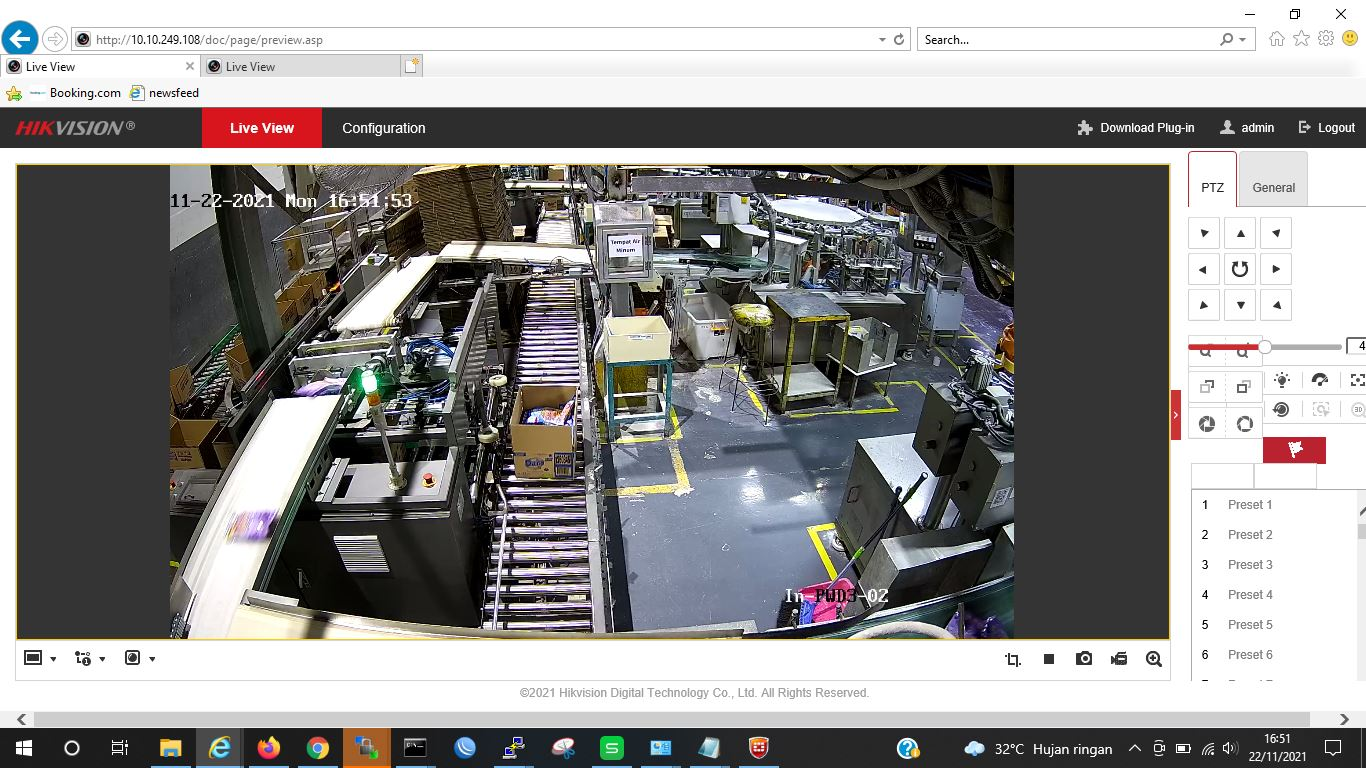 http://10.10.249.108/doc/page/preview.asp
Search...
Live View
Live View
Booking.com
newsfeed
HIKVISION®
Live View
Configuration
Download Plug-in
admin
Logout
11-22-2021 Mon 16:51:53
Tempat Air
Minum
In-PWD3-02
PTZ
General
4
3D
1 Preset 1
2 Preset 2
3 Preset 3
4 Preset 4
5 Preset 5
6 Preset 6
©2021 Hikvision Digital Technology Co., Ltd. All Rights Reserved.
32°C Hujan ringan
16:51
22/11/2021